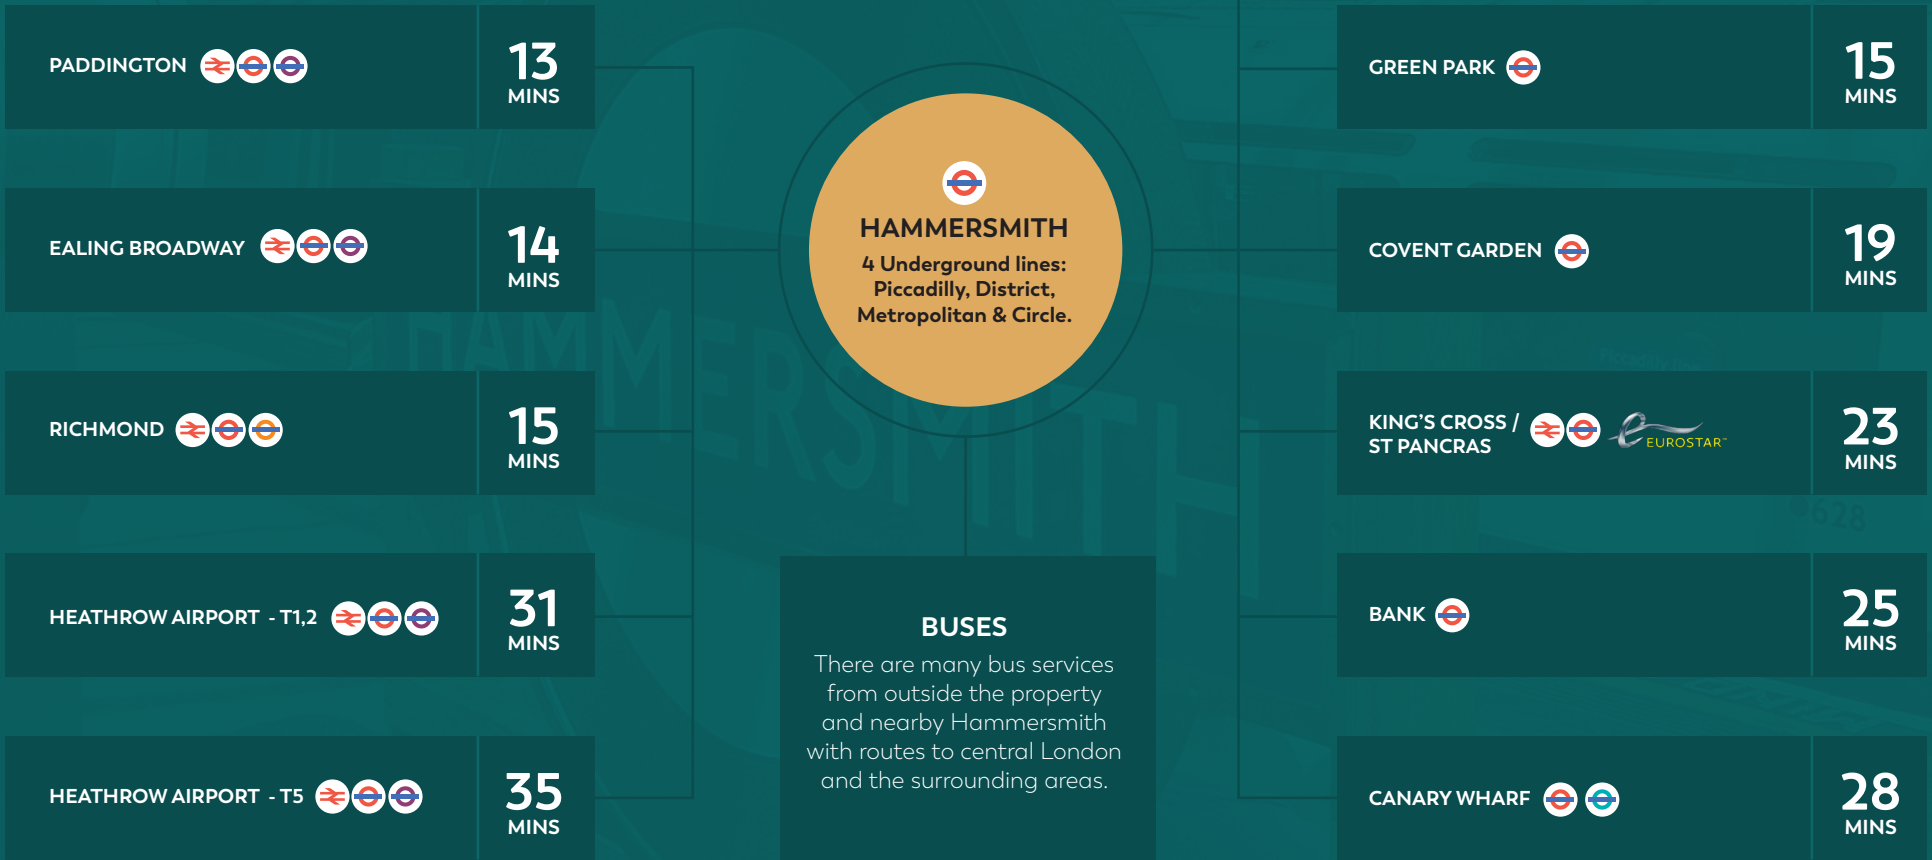 PADDINGTON
13
MINS
EALING BROADWAY
14
MINS
RICHMOND
15
MINS
HEATHROW AIRPORT - T1,2
31
MINS
HEATHROW AIRPORT - T5
35
MINS
HAMMERSMITH
4 Underground lines:
Piccadilly, District,
Metropolitan & Circle.
HAMMERSMITH
BUSES
There are many bus services
from outside the property
and nearby Hammersmith
with routes to central London
and the surrounding areas.
GREEN PARK
15
MINS
COVENT GARDEN
19
MINS
KING'S CROSS /
ST PANCRAS
EUROSTAR™
23
MINS
628
BANK
25
MINS
CANARY WHARF
28
MINS